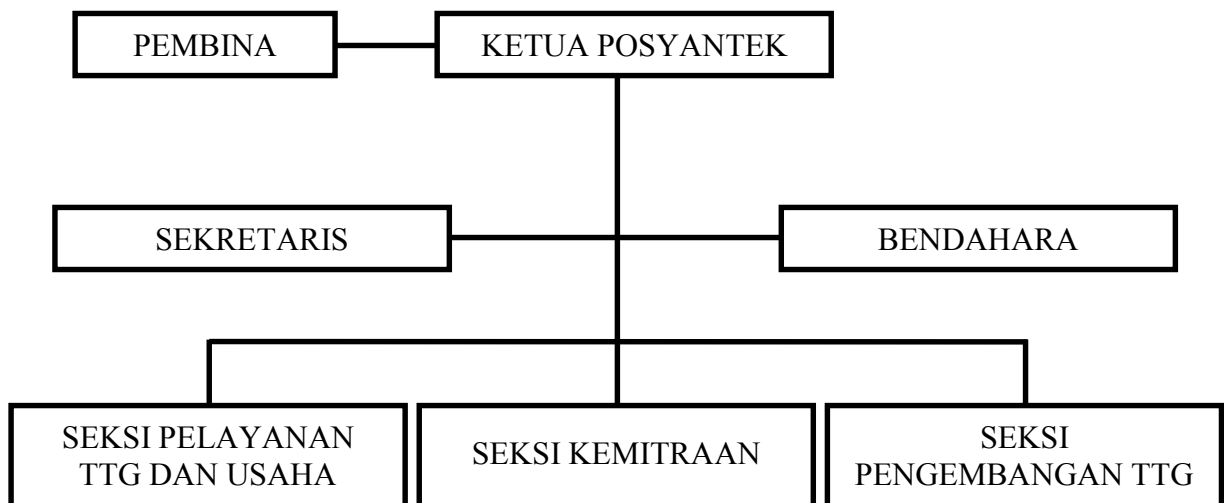 PEMBINA
KETUA POSYANTEK
SEKRETARIS
BENDAHARA
SEKSI PELAYANAN
TTG DAN USAHA
SEKSI KEMITRAAN
SEKSI
PENGEMBANGAN TTG